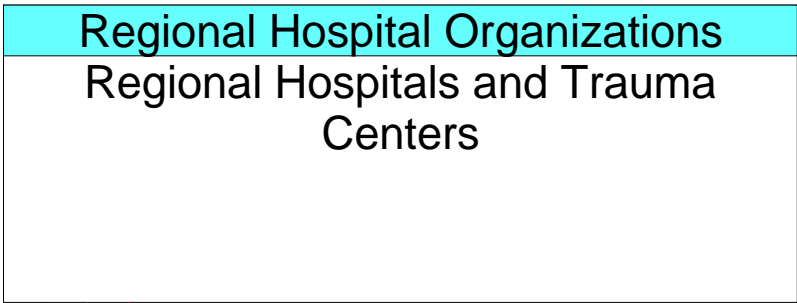 Regional Hospital Organizations
Regional Hospitals and Trauma
Centers